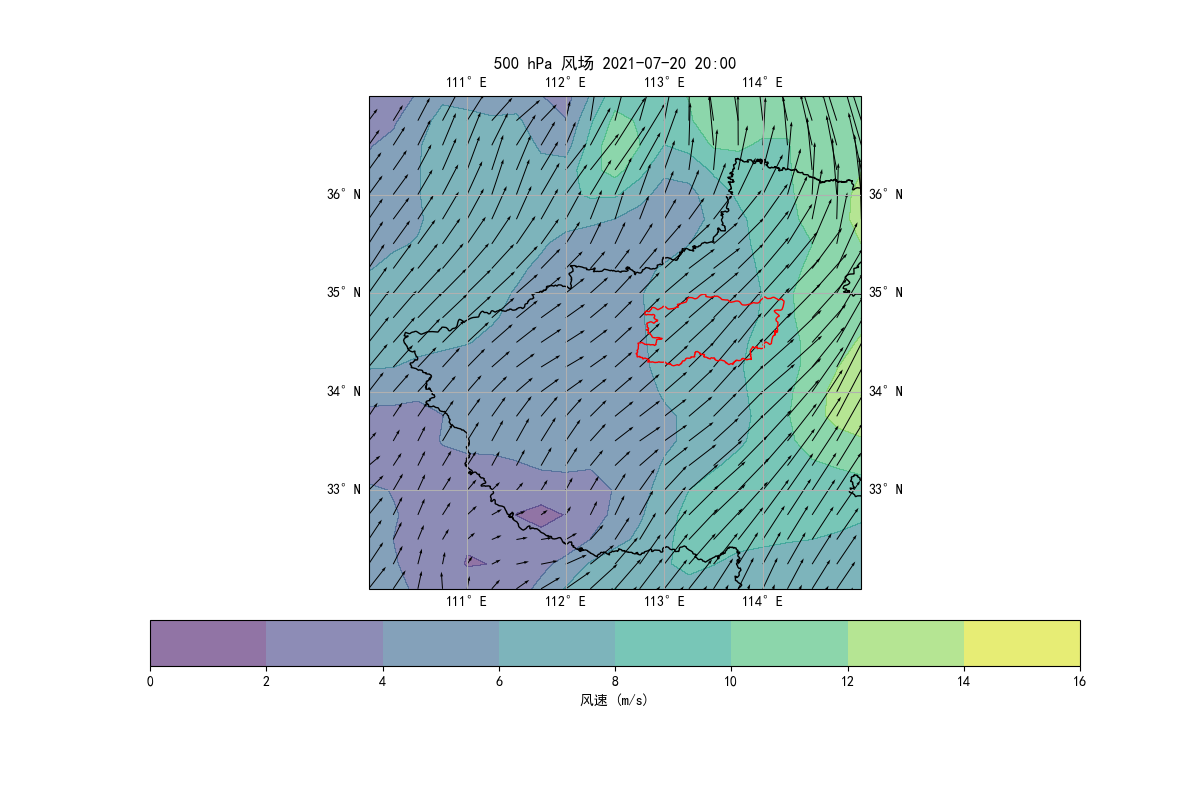 500 hPa 风场 2021-07-20 20:00
111° E 112° E 113° E 114° E
36° N 36° N
35° N 35° N
34° N 34° N
33° N 33° N
111° E 112° E 113° E 114° E
0 2 4 6 8 10 12 14 16
风速 (m/s)